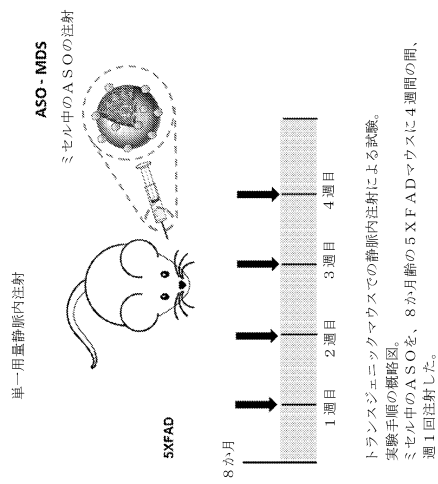 単一用量静脈内注射
ASO - MDS
ミセル中のASOの注射
5XFAD
8か月
1週目
2週目
3週目
4週目
トランスジェニックマウスでの静脈内注射による試験。
実験手順の概略図。
ミセル中のASOを、8か月齢の5XFADマウスに4週間の間、
週1回注射した。